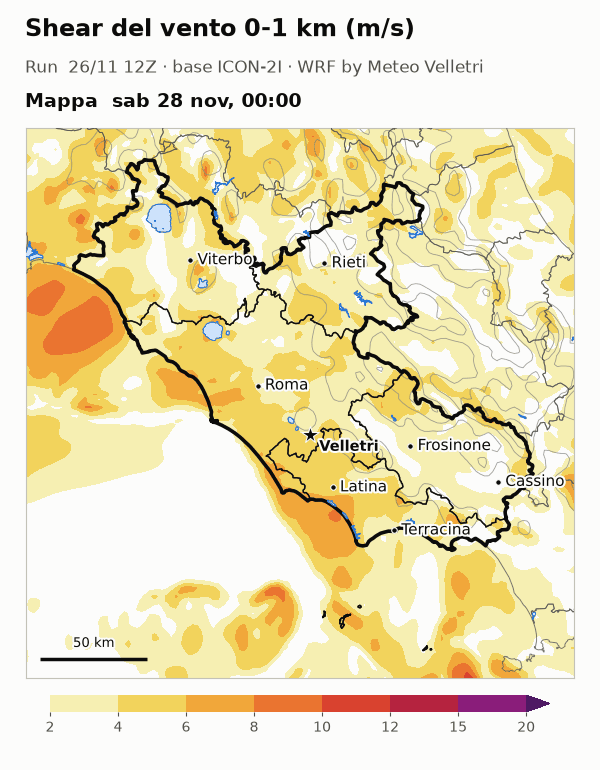 Shear del vento 0-1 km (m/s)
Run  26/11 12Z · base ICON-2I · WRF by Meteo Velletri
Mappa  sab 28 nov, 00:00
Viterbo
Rieti
Roma
Velletri
Frosinone
Cassino
Latina
Terracina
50 km
2 4 6 8 10 12 15 20